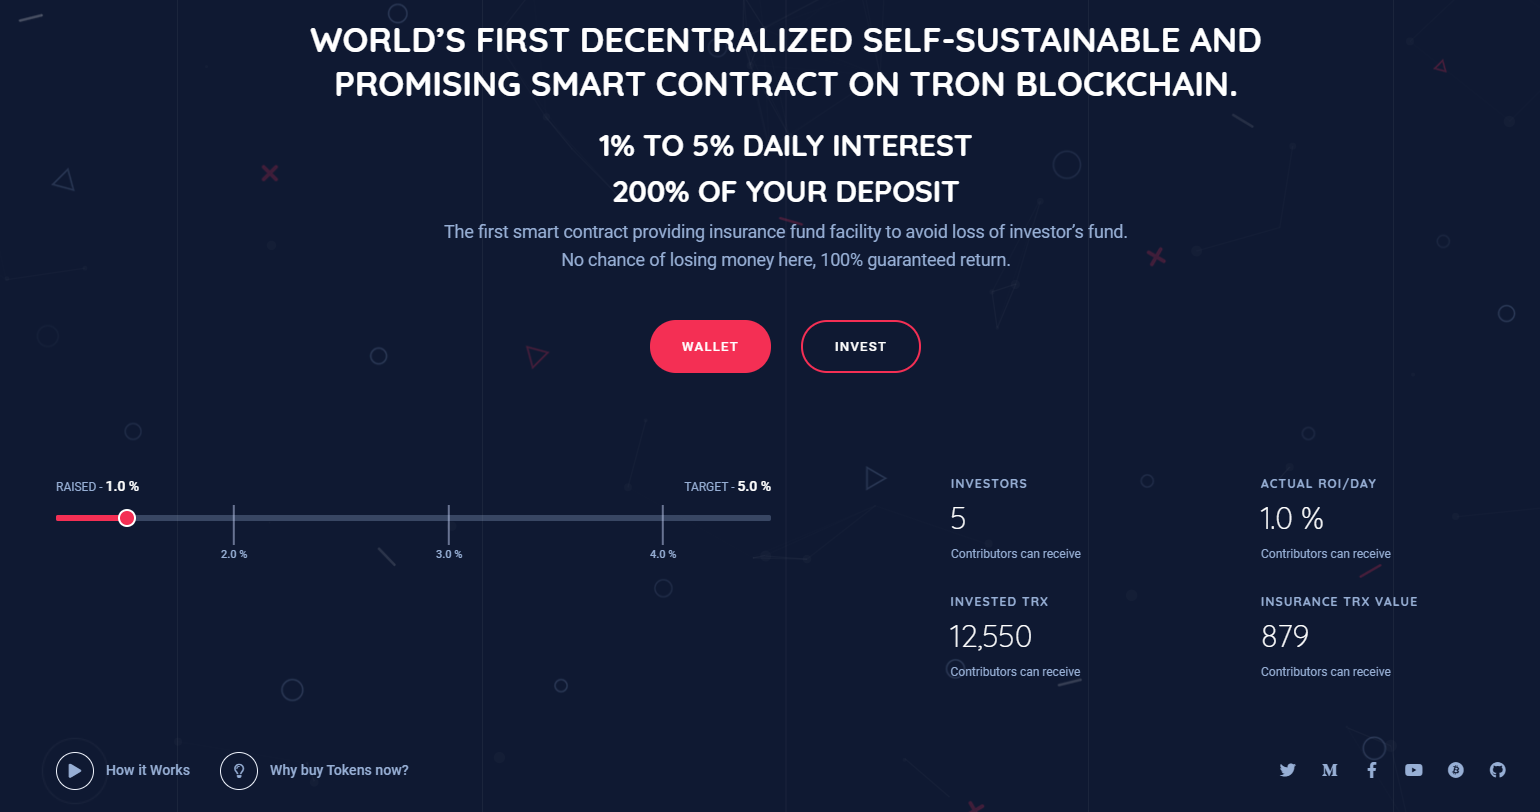 WORLD’S FIRST DECENTRALIZED SELF-SUSTAINABLE AND
PROMISING SMART CONTRACT ON TRON BLOCKCHAIN.
1% TO 5% DAILY INTEREST
200% OF YOUR DEPOSIT
The first smart contract providing insurance fund facility to avoid loss of investor’s fund.
No chance of losing money here, 100% guaranteed return.
WALLET
INVEST
RAISED - 1.0 %
TARGET - 5.0 %
2.0 %
3.0 %
4.0 %
INVESTORS
5
Contributors can receive
ACTUAL ROI/DAY
1.0 %
Contributors can receive
INVESTED TRX
12,550
Contributors can receive
INSURANCE TRX VALUE
879
Contributors can receive
How it Works
Why buy Tokens now?